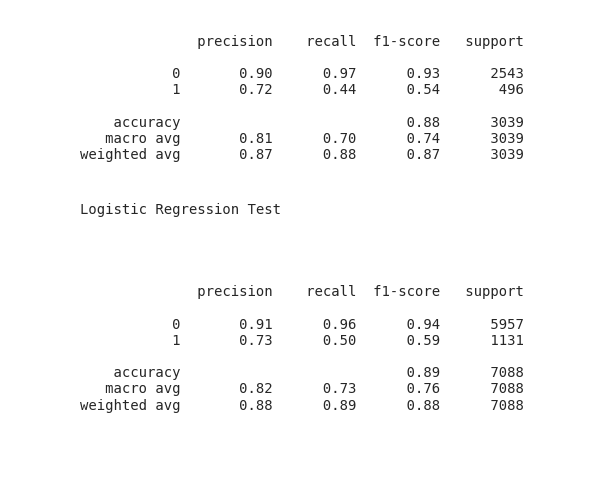 precision    recall  f1-score   support
0       0.90      0.97      0.93      2543
1       0.72      0.44      0.54       496
accuracy                           0.88      3039
macro avg       0.81      0.70      0.74      3039
weighted avg       0.87      0.88      0.87      3039
Logistic Regression Test
precision    recall  f1-score   support
0       0.91      0.96      0.94      5957
1       0.73      0.50      0.59      1131
accuracy                           0.89      7088
macro avg       0.82      0.73      0.76      7088
weighted avg       0.88      0.89      0.88      7088